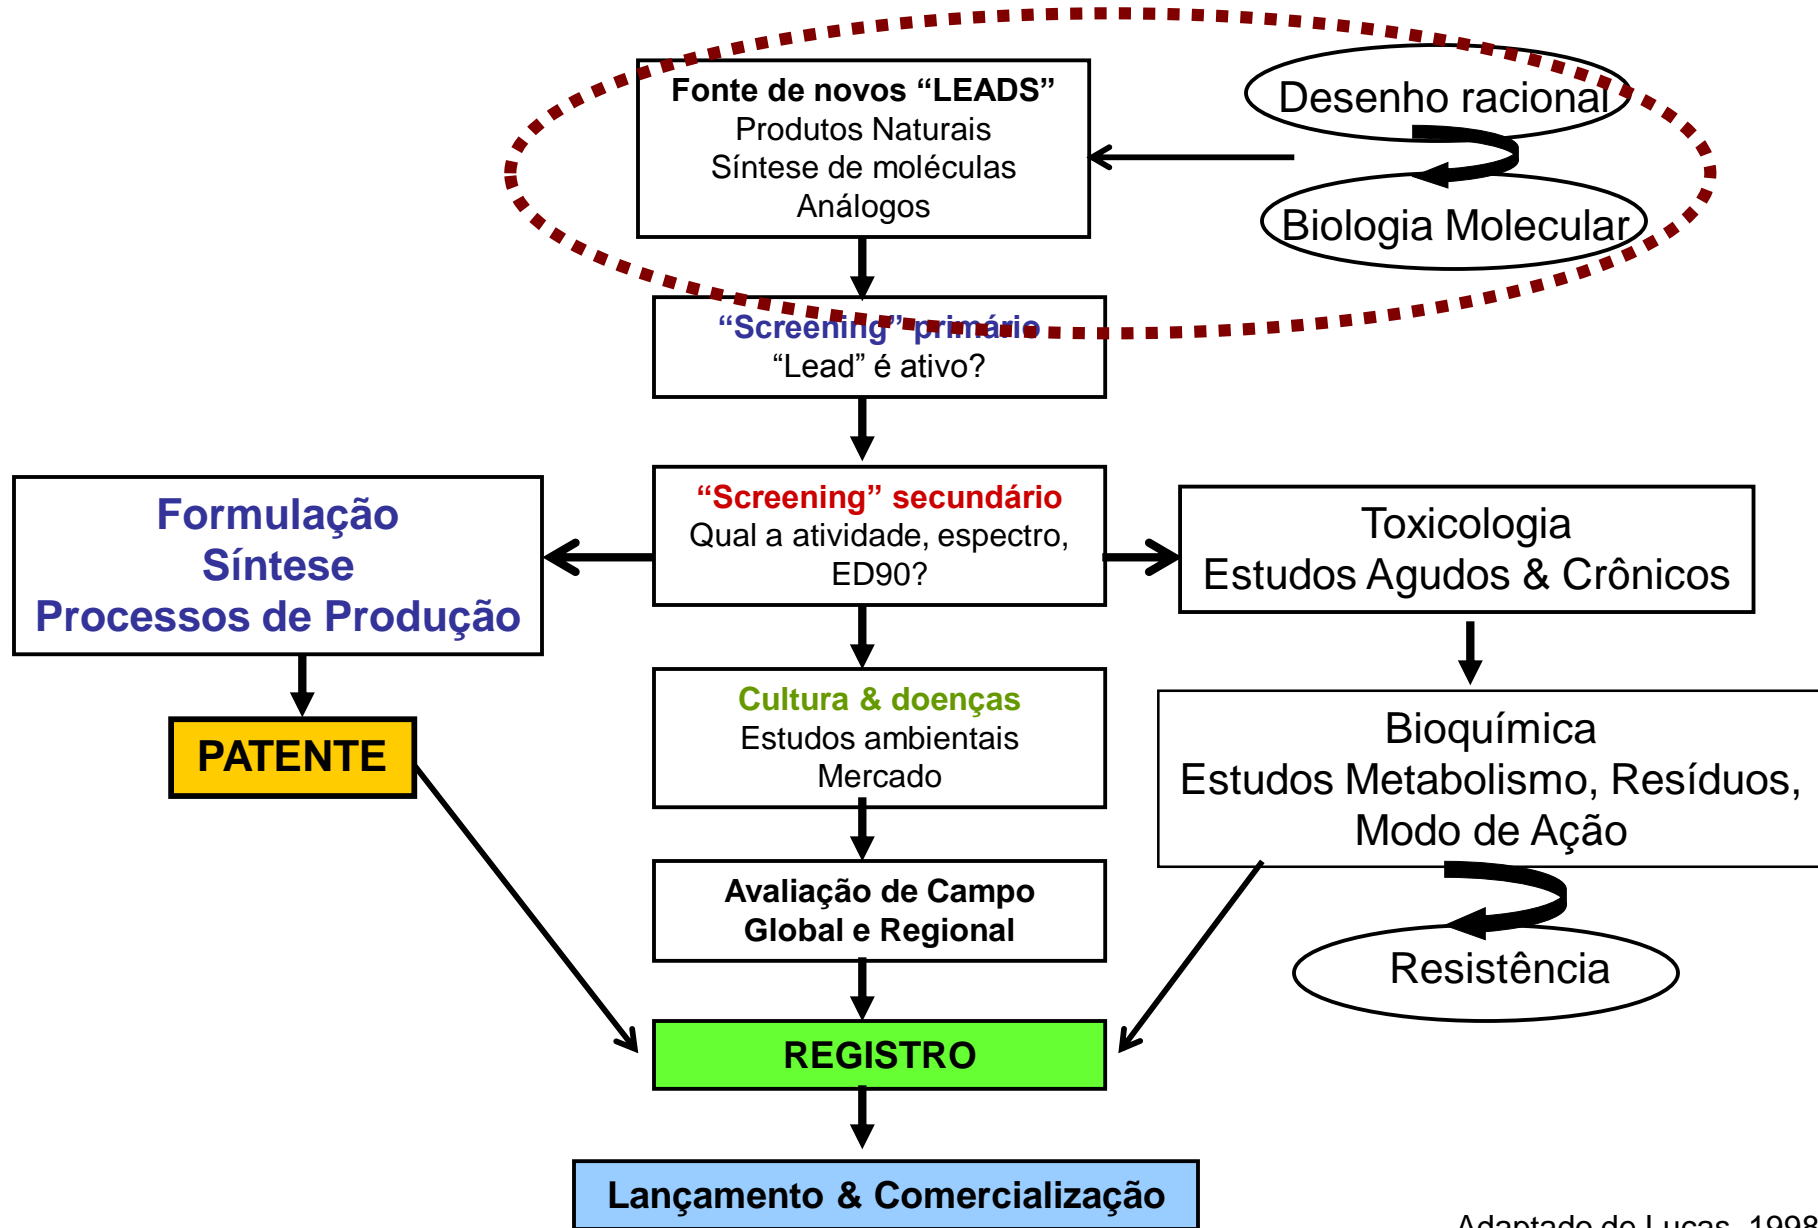 Fonte de novos “LEADS”
Produtos Naturais
Síntese de moléculas
Análogos
Desenho racional
Biologia Molecular
“Screening” primário
“Lead” é ativo?
“Screening” secundário
Qual a atividade, espectro,
ED90?
Formulação
Síntese
Processos de Produção
Toxicologia
Estudos Agudos & Crônicos
PATENTE
Cultura & doenças
Estudos ambientais
Mercado
Bioquímica
Estudos Metabolismo, Resíduos,
Modo de Ação
Avaliação de Campo
Global e Regional
Resistência
REGISTRO
Lançamento & Comercialização
Adaptado de Lucas, 1998